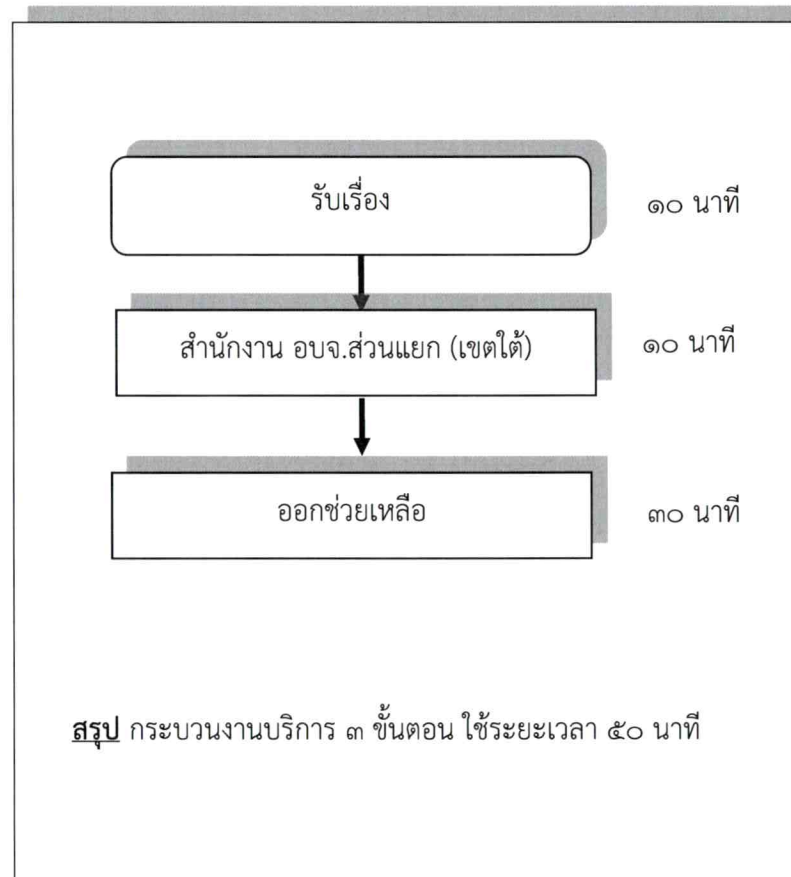 รับเรื่อง ๑๐ นาที
สำนักงาน อบจ.ส่วนแยก (เขตใต้) ๑๐ นาที
ออกช่วยเหลือ ๓๐ นาที
สรุป กระบวนงานบริการ ๓ ขั้นตอน ใช้ระยะเวลา ๕๐ นาที